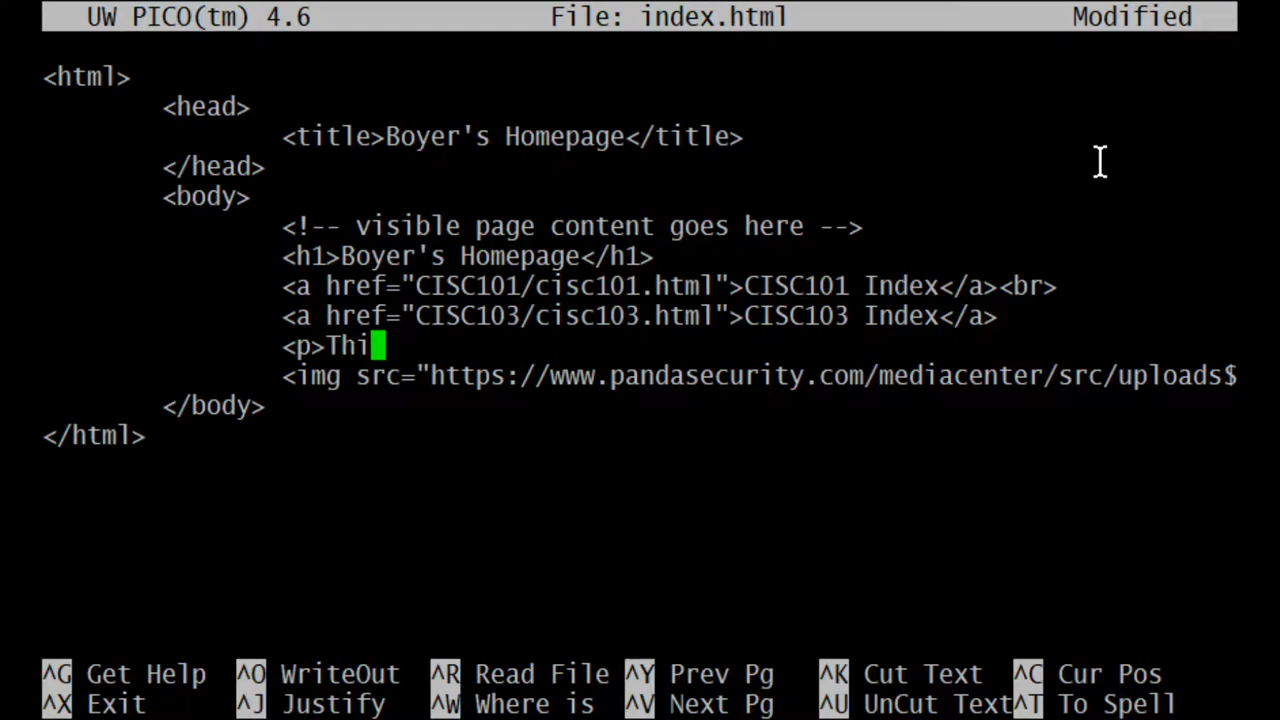 UW PICO(tm) 4.6 File: index.html Modified
<html>
<head>
<title>Boyer's Homepage</title>
</head>
<body>
<!-- visible page content goes here -->
<h1>Boyer's Homepage</h1>
<a href="CISC101/cisc101.html">CISC101 Index</a><br>
<a href="CISC103/cisc103.html">CISC103 Index</a>
<p>Thi
<img src="https://www.pandasecurity.com/mediacenter/src/uploads$
</body>
</html>
^G Get Help ^O WriteOut ^R Read File ^Y Prev Pg ^K Cut Text ^C Cur Pos
^X Exit ^J Justify ^W Where is ^V Next Pg ^U UnCut Text ^T To Spell